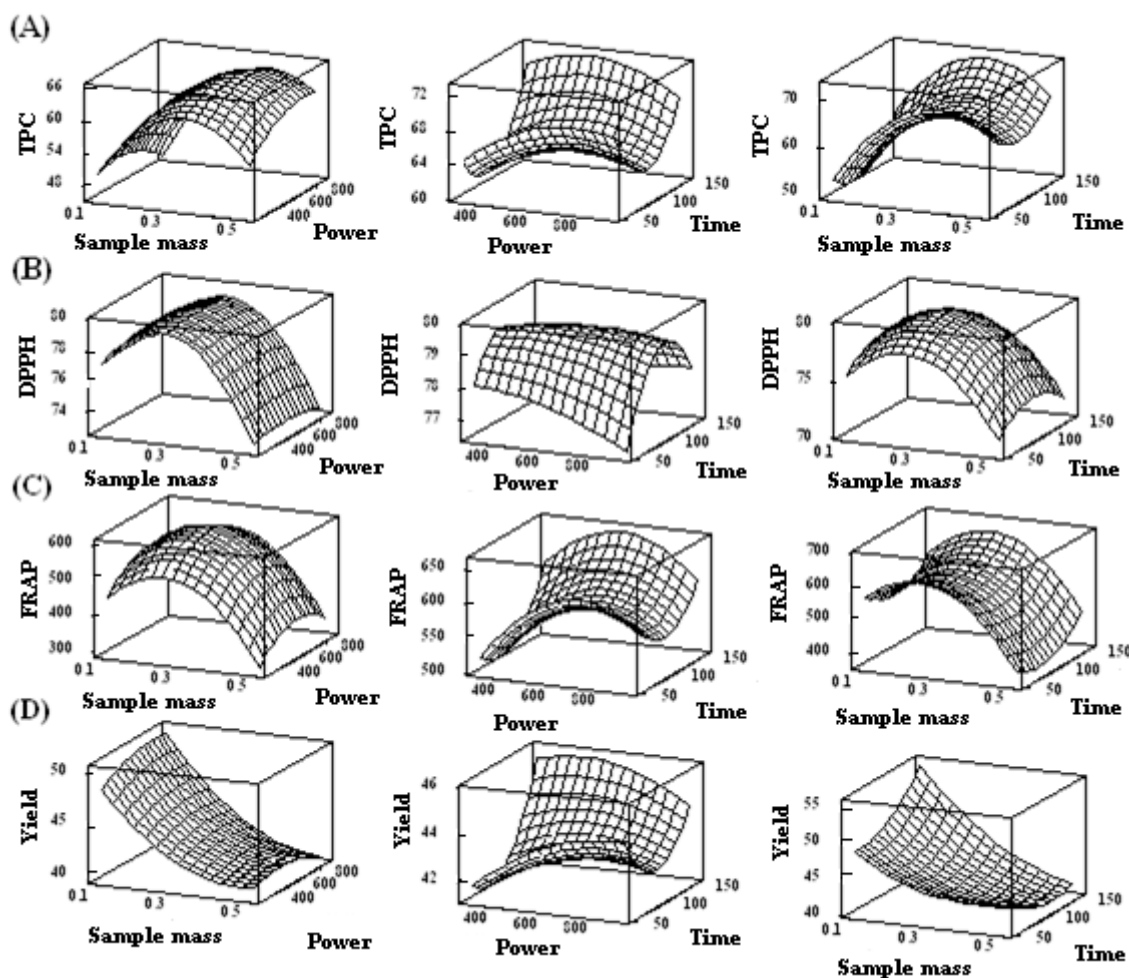 (A)
TPC
66
60
54
48
0.1
0.3
0.5
Sample mass
400
600
800
Power
TPC
72
68
64
60
400
600
800
Power
50
100
150
Time
TPC
70
60
50
0.1
0.3
0.5
Sample mass
50
100
150
Time
(B)
DPPH
80
78
76
74
0.1
0.3
0.5
Sample mass
400
600
800
Power
DPPH
80
79
78
77
400
600
800
Power
50
100
150
Time
DPPH
80
75
70
0.1
0.3
0.5
Sample mass
50
100
150
Time
(C)
FRAP
600
500
400
300
0.1
0.3
0.5
Sample mass
400
600
800
Power
FRAP
650
600
550
500
400
600
800
Power
50
100
150
Time
FRAP
700
600
500
400
0.1
0.3
0.5
Sample mass
50
100
150
Time
(D)
Yield
50
45
40
0.1
0.3
0.5
Sample mass
400
600
800
Power
Yield
46
44
42
400
600
800
Power
50
100
150
Time
Yield
55
50
45
40
0.1
0.3
0.5
Sample mass
50
100
150
Time